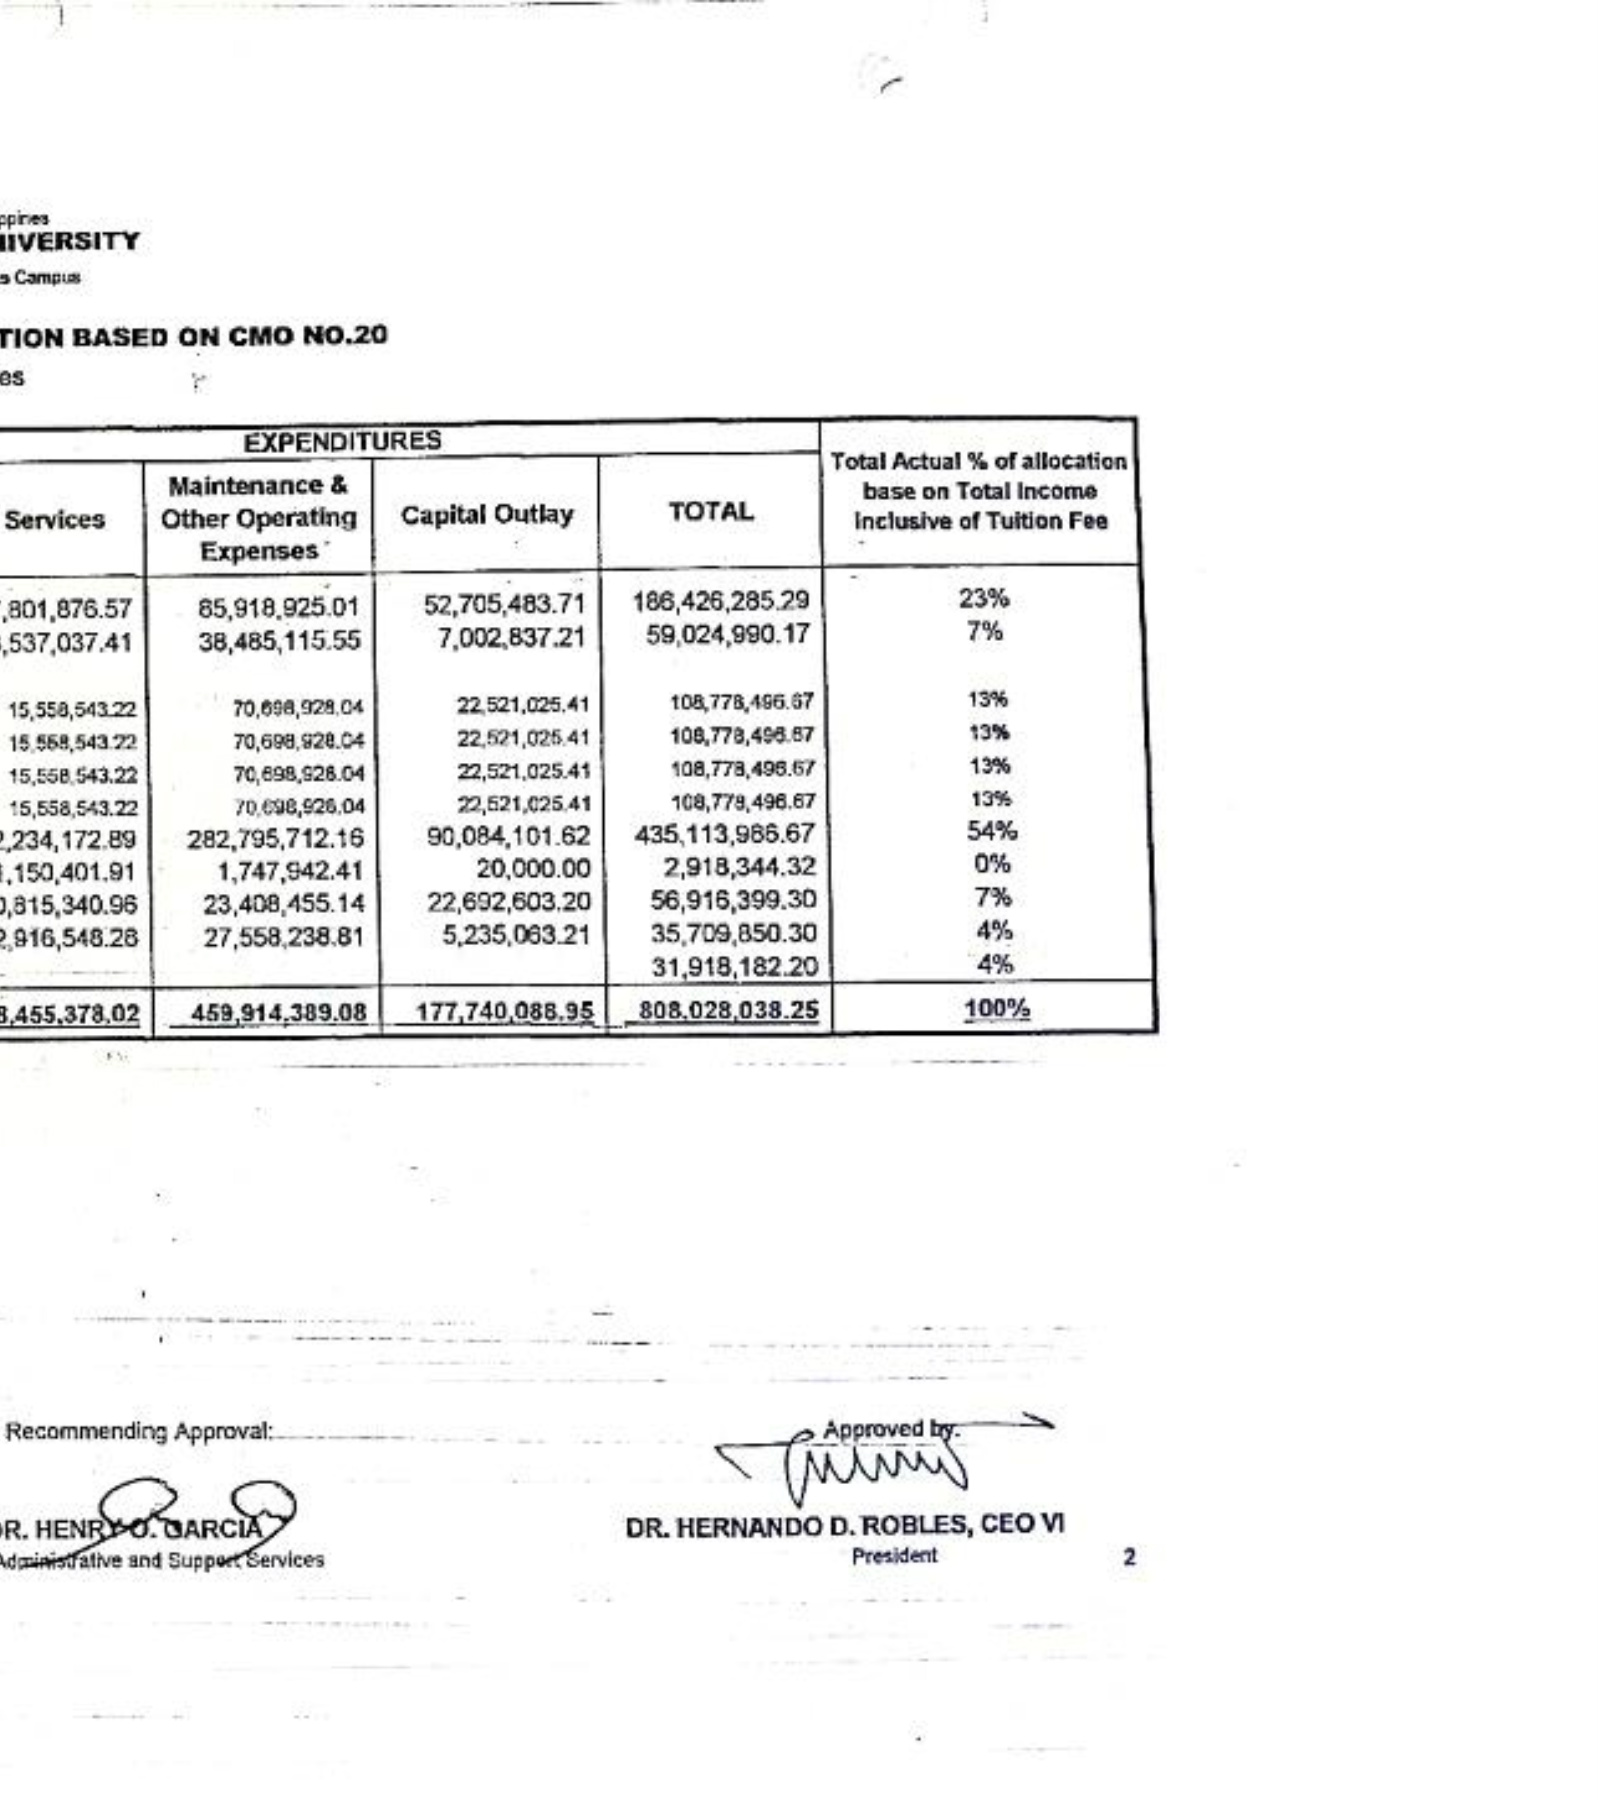 ppines
NIVERSITY
s Campus
TION BASED ON CMO NO.20
es
EXPENDITURES
Total Actual % of allocation
base on Total Income
Inclusive of Tuition Fee
Services
Maintenance &
Other Operating
Expenses
Capital Outlay
TOTAL
,801,876.57 85,918,925.01 52,705,483.71 186,426,285.29 23%
,537,037.41 38,485,115.55 7,002,837.21 59,024,990.17 7%
15,558,543.22 70,698,928.04 22,521,025.41 108,778,496.67 13%
15,558,543.22 70,698,928.04 22,521,025.41 108,778,496.67 13%
15,558,543.22 70,698,928.04 22,521,025.41 108,778,496.67 13%
15,558,543.22 70,698,928.04 22,521,025.41 108,778,496.67 13%
2,234,172.89 282,795,712.16 90,084,101.62 435,113,986.67 54%
1,150,401.91 1,747,942.41 20,000.00 2,918,344.32 0%
0,815,340.96 23,408,455.14 22,692,603.20 56,916,399.30 7%
2,916,548.28 27,558,238.81 5,235,063.21 35,709,850.30 4%
31,918,182.20 4%
8,455,378.02 459,914,389.08 177,740,088.95 808,028,038.25 100%
Recommending Approval:
Approved by:
DR. HENRY O. GARCIA
Administrative and Support Services
DR. HERNANDO D. ROBLES, CEO VI
President
2